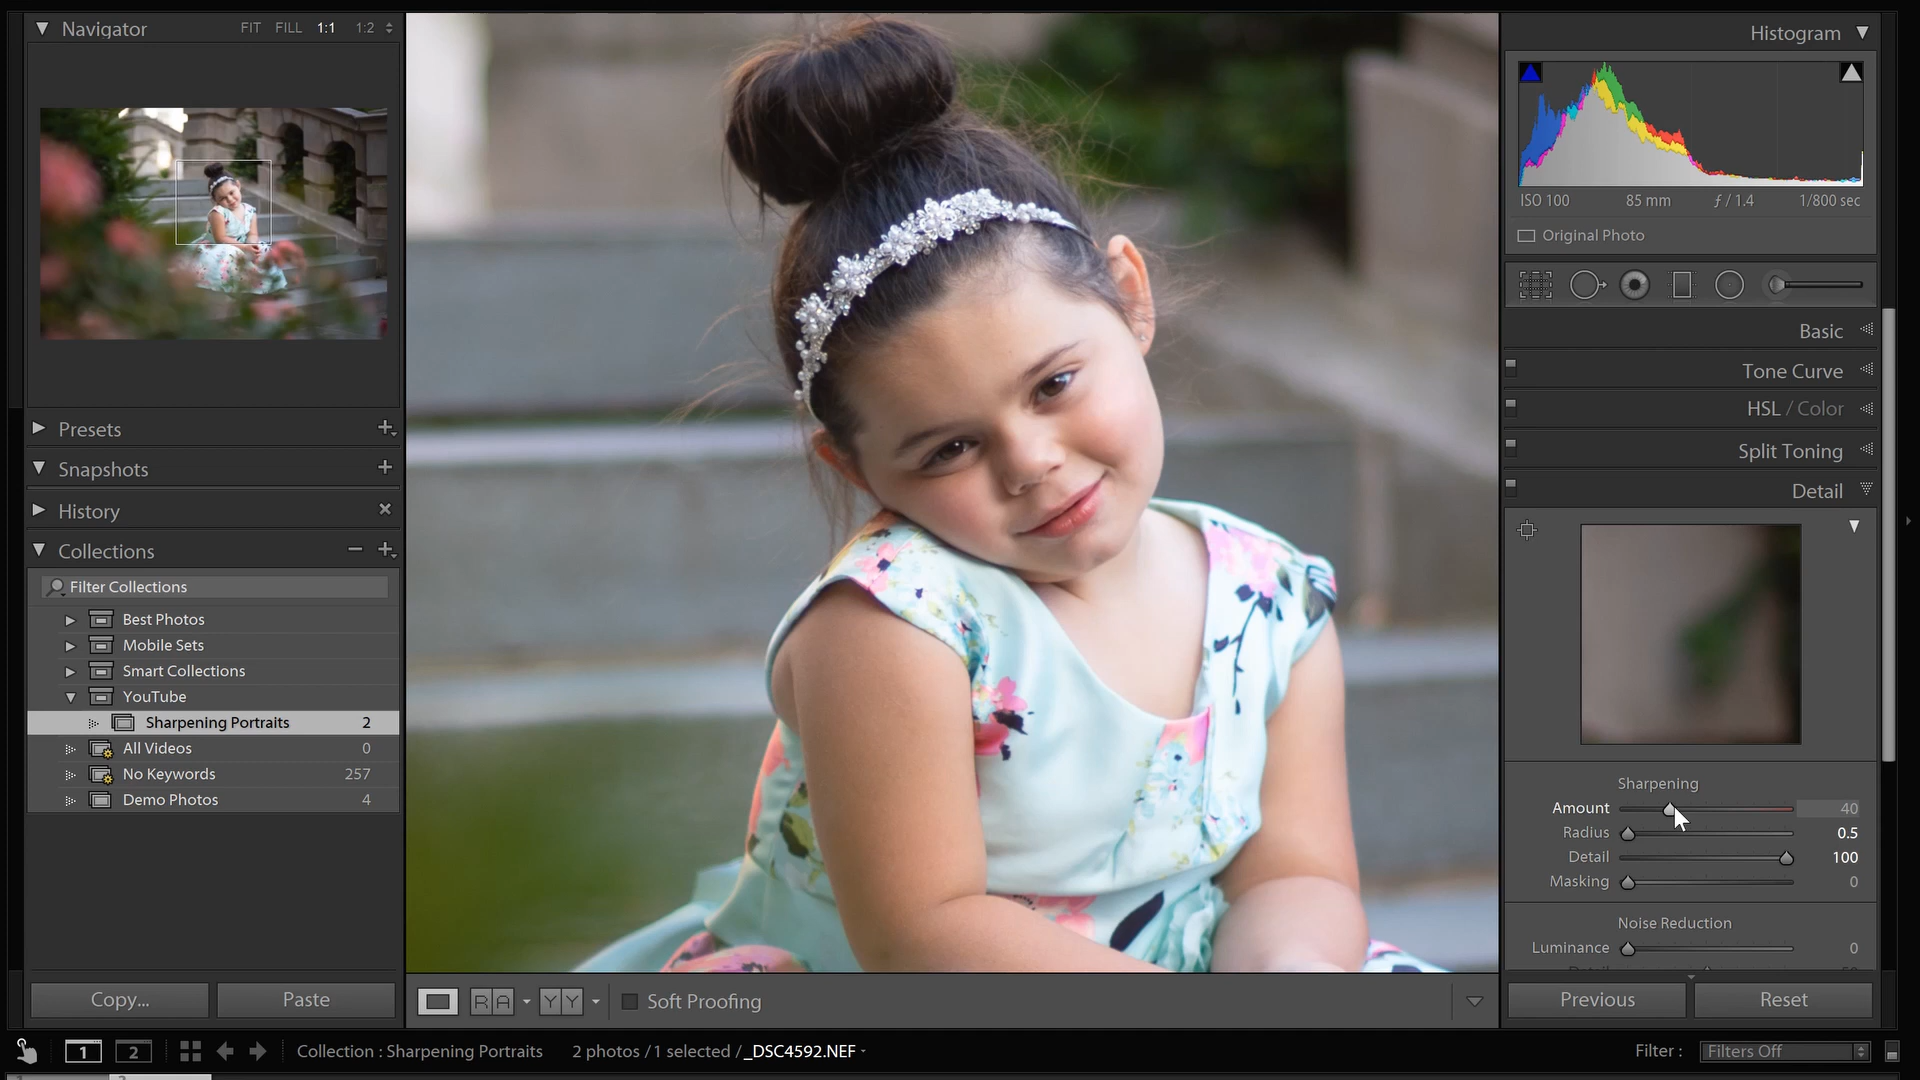 Navigator FIT FILL 1:1 1:2
Presets
Snapshots
History
Collections
Filter Collections
Best Photos
Mobile Sets
Smart Collections
YouTube
Sharpening Portraits 2
All Videos 0
No Keywords 257
Demo Photos 4
Copy... Paste
R A Y Y Soft Proofing
Histogram
ISO 100 85 mm ƒ / 1.4 1/800 sec
Original Photo
Basic
Tone Curve
HSL / Color
Split Toning
Detail
Sharpening
Amount 40
Radius 0.5
Detail 100
Masking 0
Noise Reduction
Luminance 0
Detail 50
Previous Reset
1 2 Collection : Sharpening Portraits 2 photos / 1 selected / _DSC4592.NEF
Filter : Filters Off